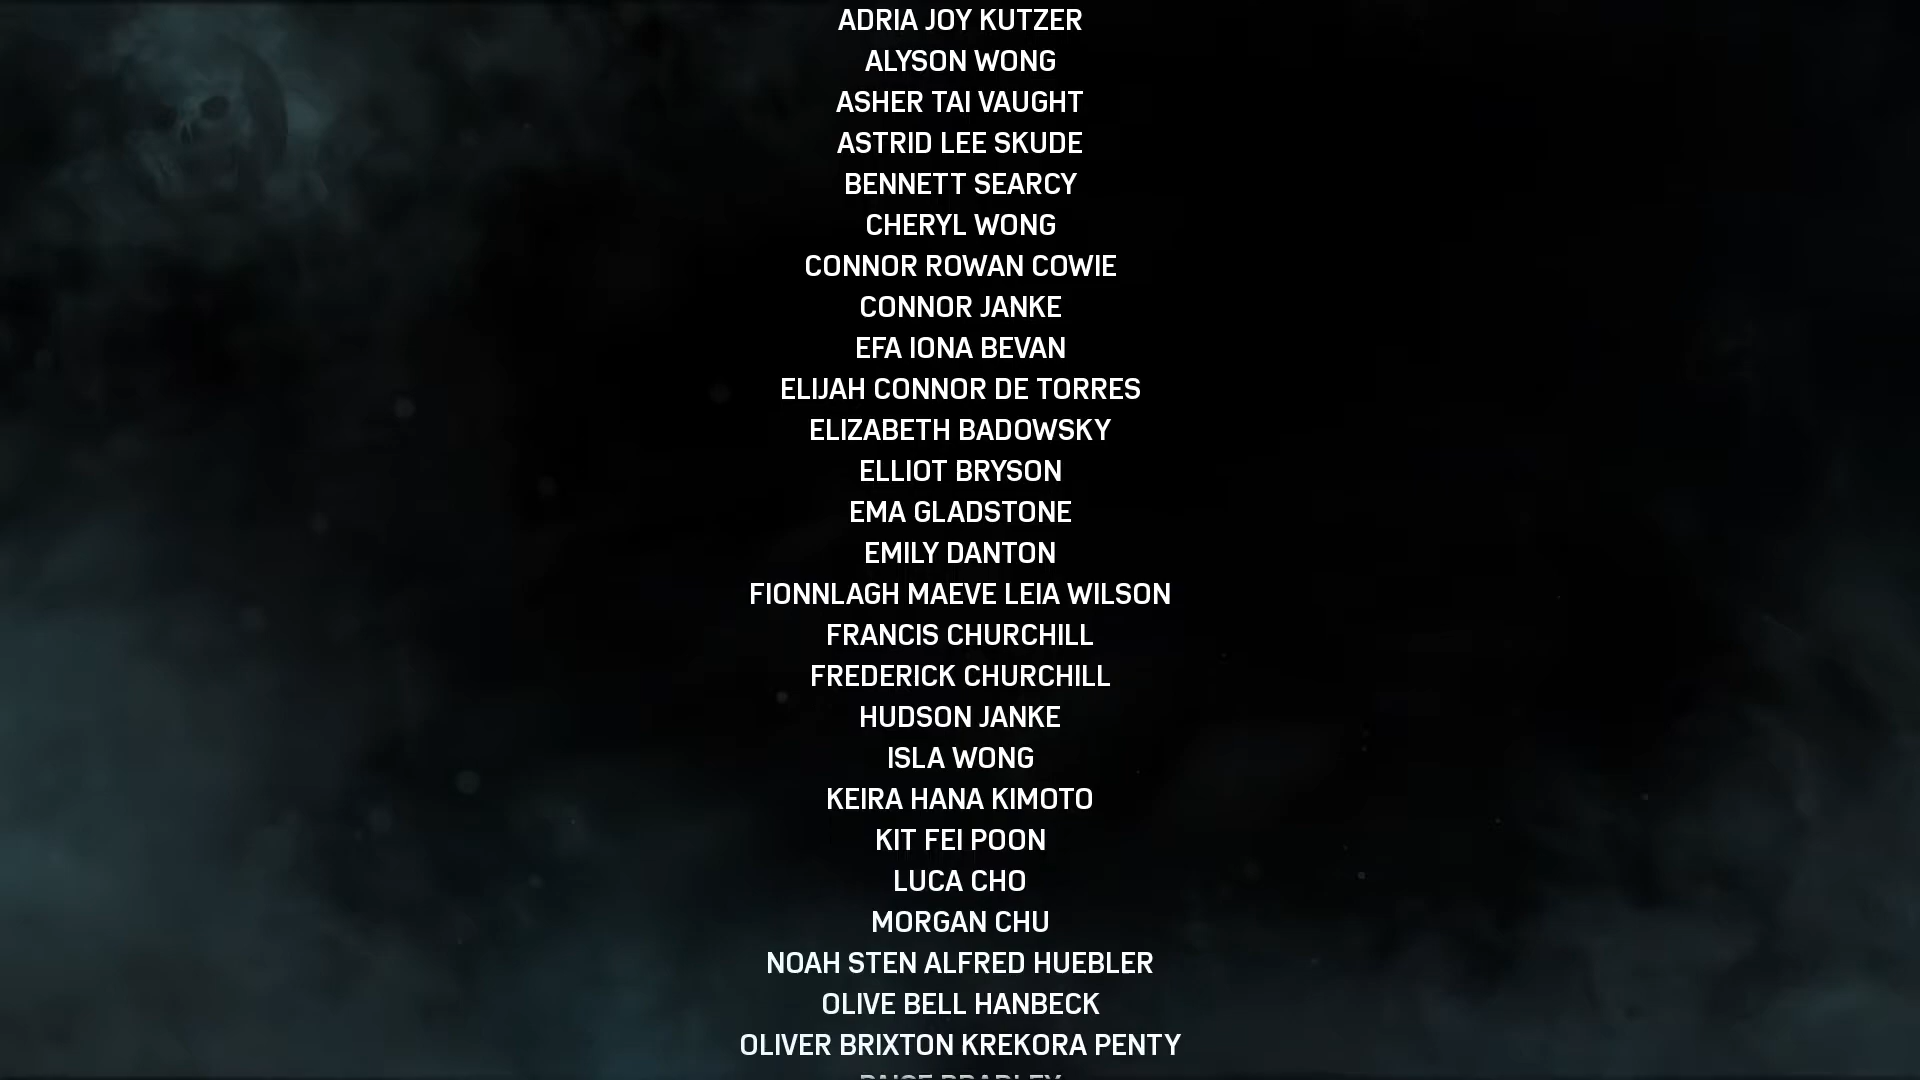 ADRIA JOY KUTZER
ALYSON WONG
ASHER TAI VAUGHT
ASTRID LEE SKUDE
BENNETT SEARCY
CHERYL WONG
CONNOR ROWAN COWIE
CONNOR JANKE
EFA IONA BEVAN
ELIJAH CONNOR DE TORRES
ELIZABETH BADOWSKY
ELLIOT BRYSON
EMA GLADSTONE
EMILY DANTON
FIONNLAGH MAEVE LEIA WILSON
FRANCIS CHURCHILL
FREDERICK CHURCHILL
HUDSON JANKE
ISLA WONG
KEIRA HANA KIMOTO
KIT FEI POON
LUCA CHO
MORGAN CHU
NOAH STEN ALFRED HUEBLER
OLIVE BELL HANBECK
OLIVER BRIXTON KREKORA PENTY